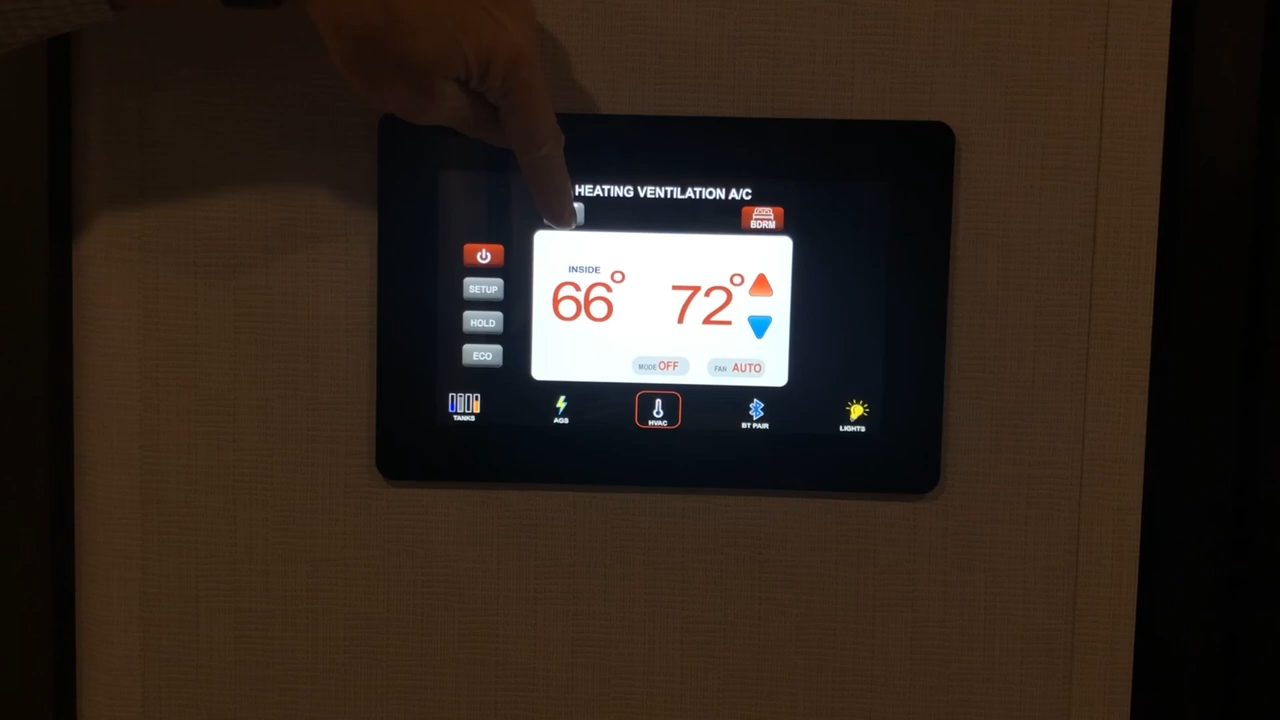 HEATING VENTILATION A/C
BDRM
SETUP
HOLD
ECO
INSIDE
66° 72°
MODE OFF FAN AUTO
TANKS AGS HVAC BT PAIR LIGHTS